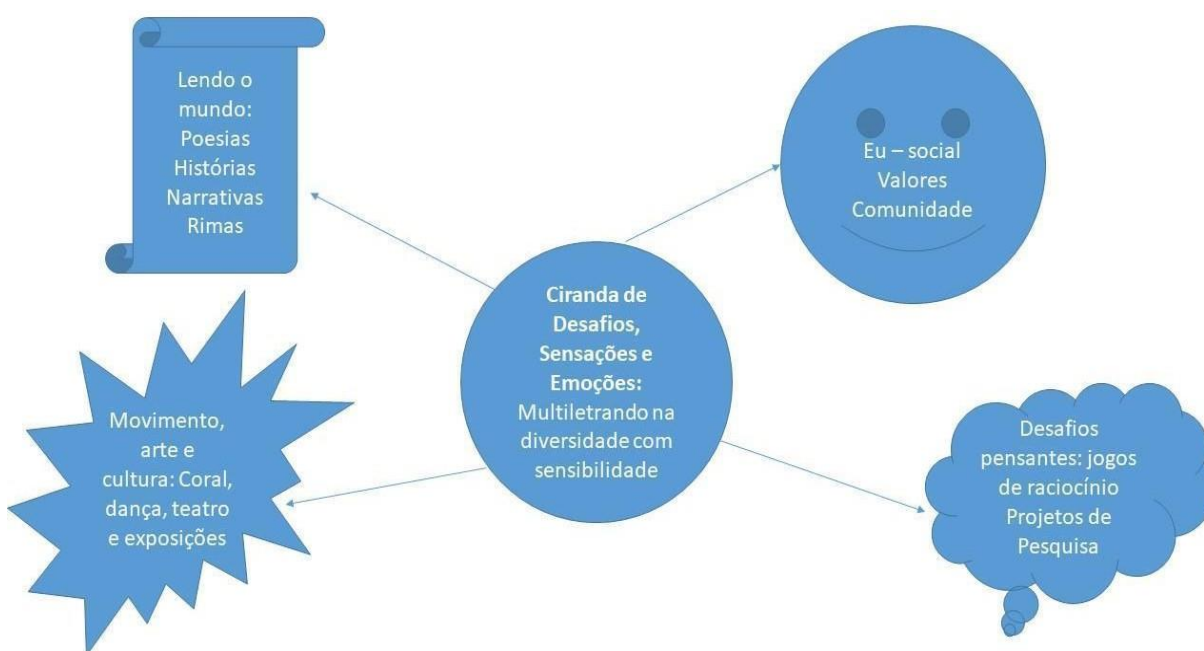 Lendo o
mundo:
Poesias
Histórias
Narrativas
Rimas
Eu – social
Valores
Comunidade
Ciranda de
Desafios,
Sensações e
Emoções:
Multiletrando na
diversidade com
sensibilidade
Movimento,
arte e
cultura: Coral,
dança, teatro
e exposições
Desafios
pensantes: jogos
de raciocínio
Projetos de
Pesquisa